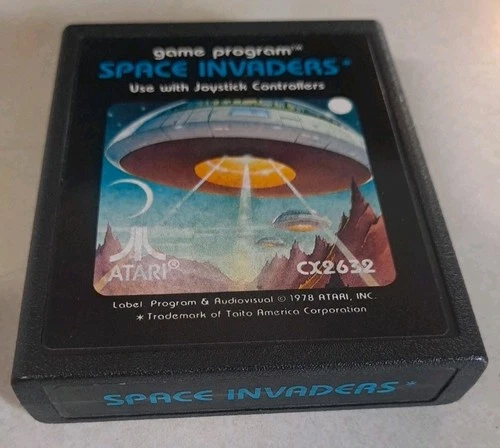 game program™
SPACE INVADERS*
Use with Joystick Controllers
ATARI®
CX2632
Label, Program & Audiovisual © 1978 ATARI, INC.
* Trademark of Taito America Corporation
SPACE INVADERS*